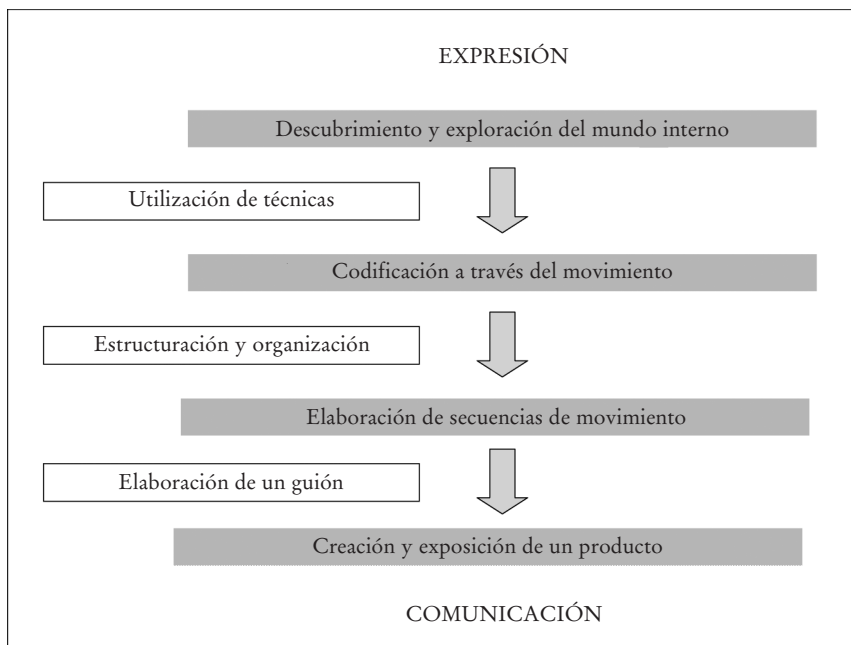 EXPRESIÓN
Descubrimiento y exploración del mundo interno
Utilización de técnicas
Codificación a través del movimiento
Estructuración y organización
Elaboración de secuencias de movimiento
Elaboración de un guión
Creación y exposición de un producto
COMUNICACIÓN